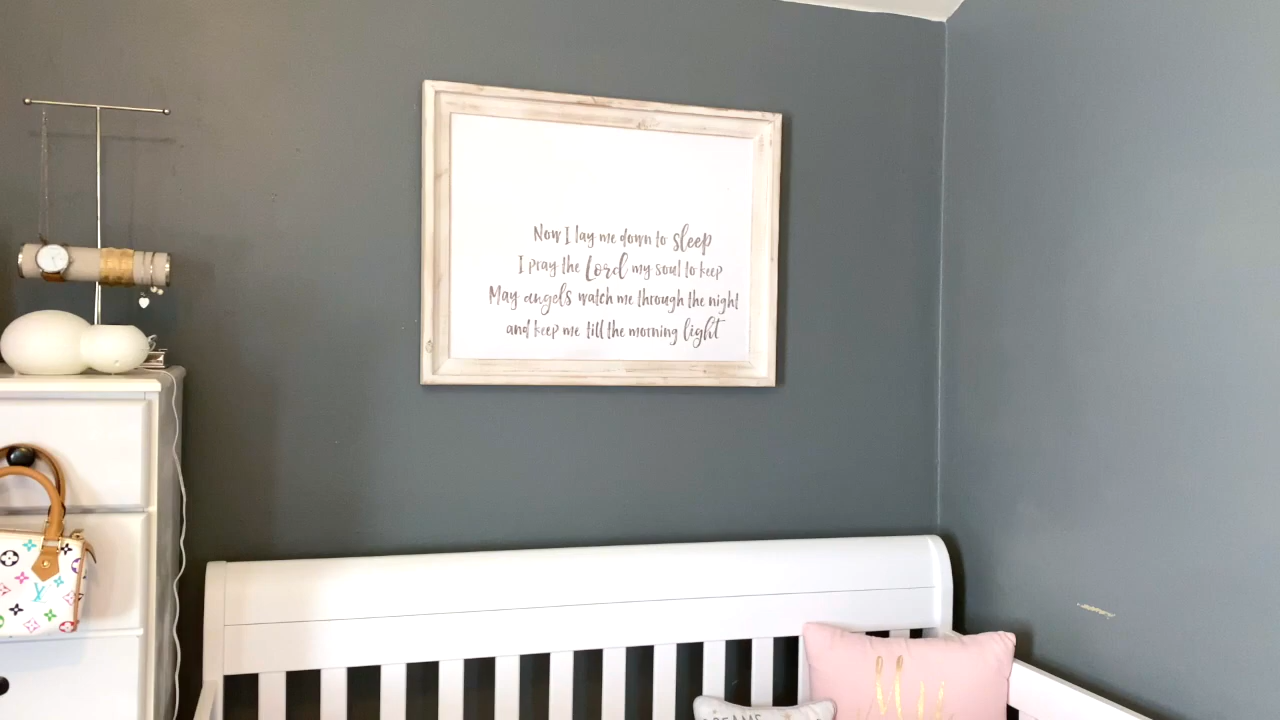 Now I lay me down to sleep
I pray the Lord my soul to keep
May angels watch me through the night
and keep me till the morning light